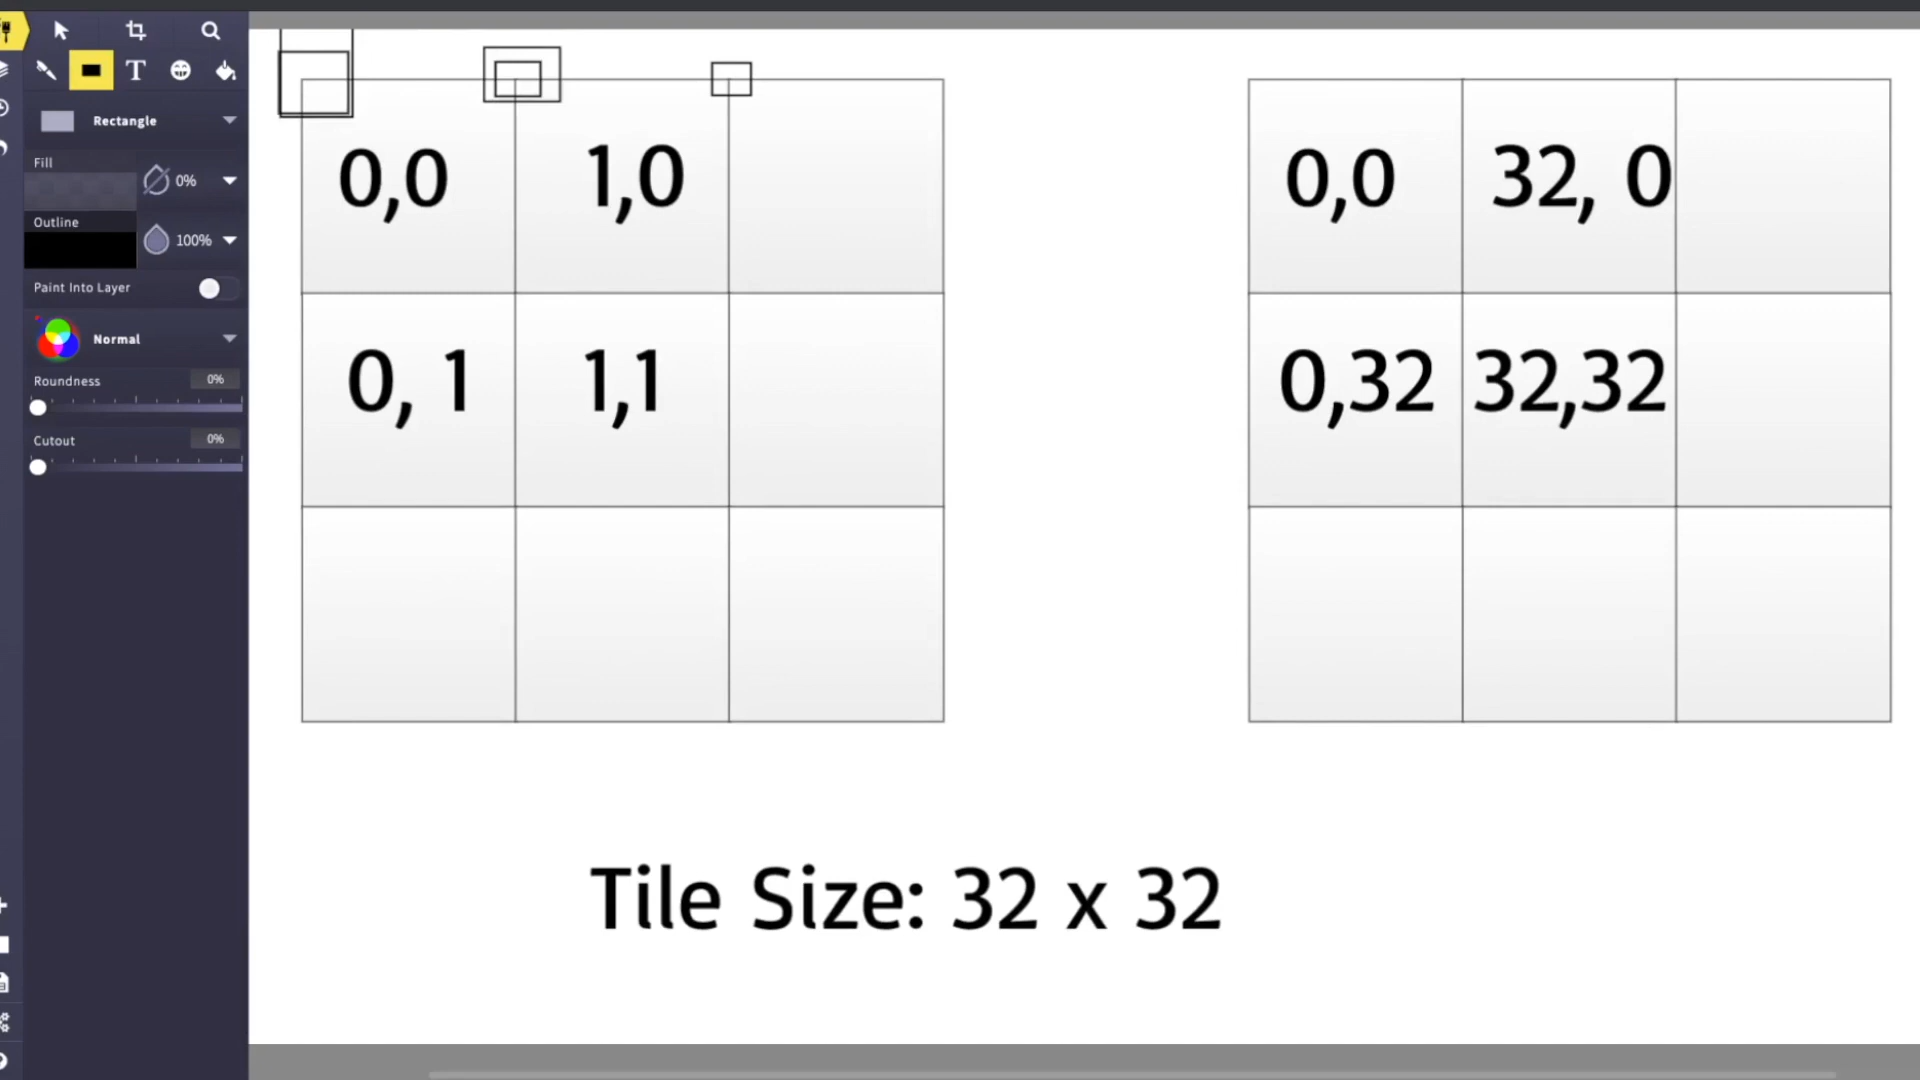 T
Rectangle
Fill
0%
Outline
100%
Paint Into Layer
Normal
Roundness
0%
Cutout
0%
0,0
1,0
0, 1
1,1
0,0
32, 0
0,32
32,32
Tile Size: 32 x 32